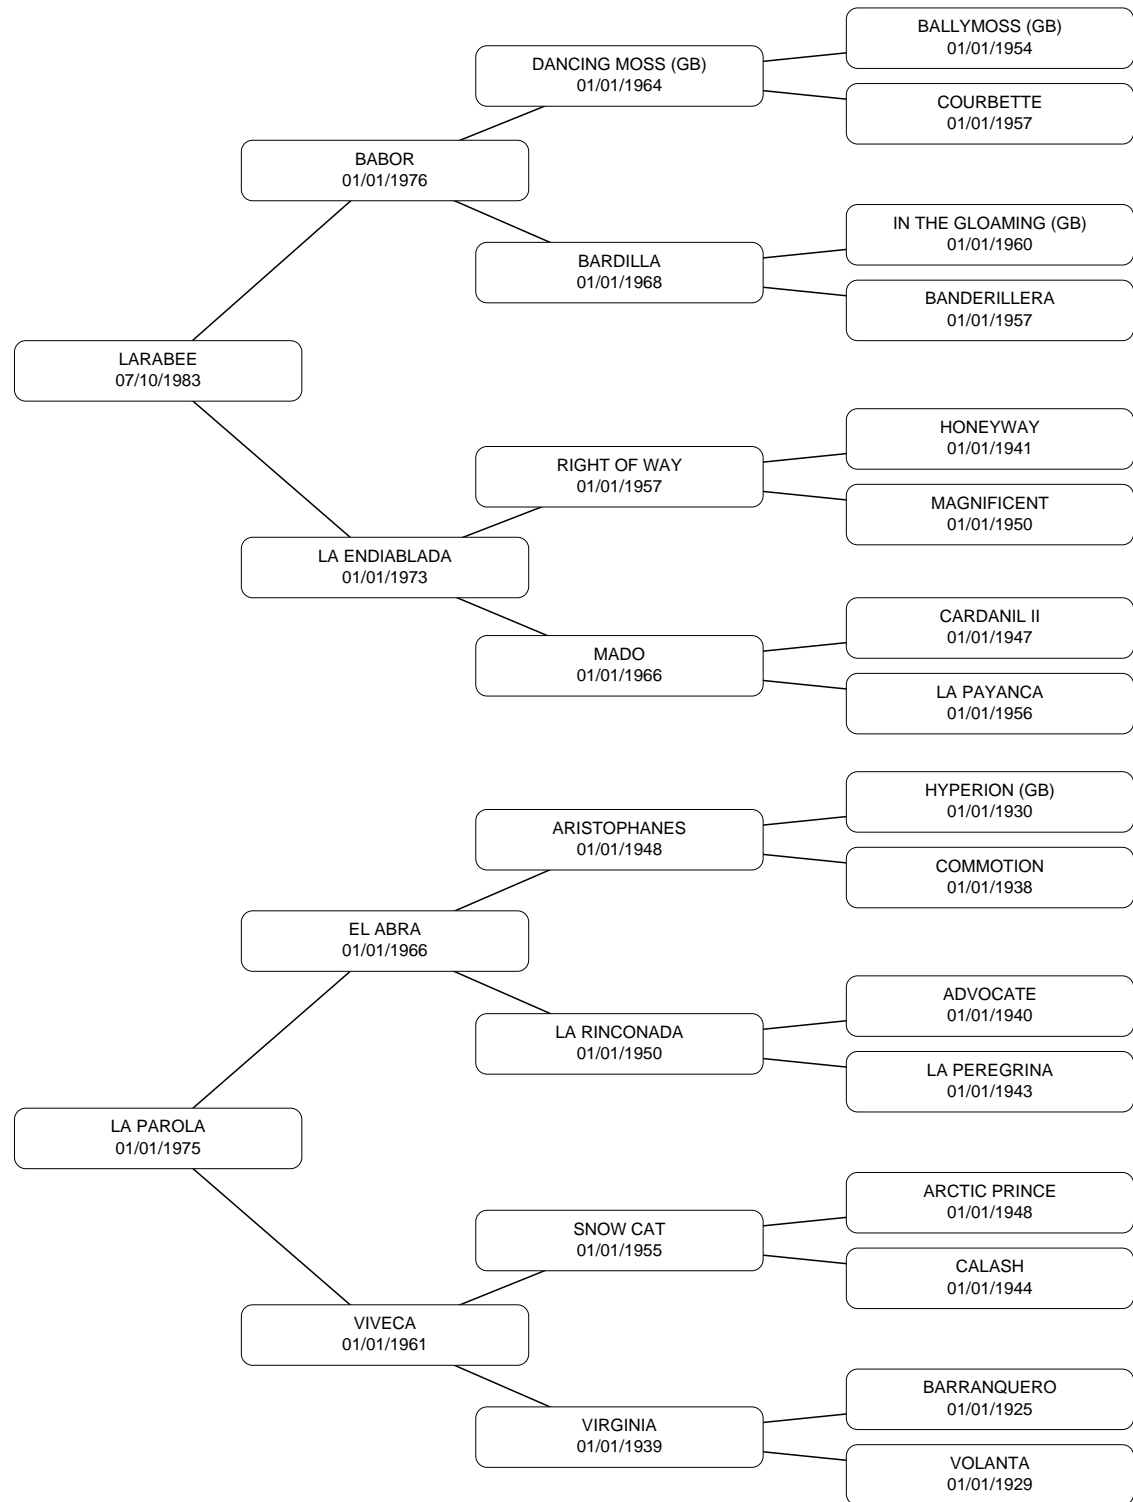 BALLYMOSS (GB)
01/01/1954
DANCING MOSS (GB)
01/01/1964
COURBETTE
01/01/1957
BABOR
01/01/1976
IN THE GLOAMING (GB)
01/01/1960
BARDILLA
01/01/1968
BANDERILLERA
01/01/1957
LARABEE
07/10/1983
HONEYWAY
01/01/1941
RIGHT OF WAY
01/01/1957
MAGNIFICENT
01/01/1950
LA ENDIABLADA
01/01/1973
CARDANIL II
01/01/1947
MADO
01/01/1966
LA PAYANCA
01/01/1956
HYPERION (GB)
01/01/1930
ARISTOPHANES
01/01/1948
COMMOTION
01/01/1938
EL ABRA
01/01/1966
ADVOCATE
01/01/1940
LA RINCONADA
01/01/1950
LA PEREGRINA
01/01/1943
LA PAROLA
01/01/1975
ARCTIC PRINCE
01/01/1948
SNOW CAT
01/01/1955
CALASH
01/01/1944
VIVECA
01/01/1961
BARRANQUERO
01/01/1925
VIRGINIA
01/01/1939
VOLANTA
01/01/1929